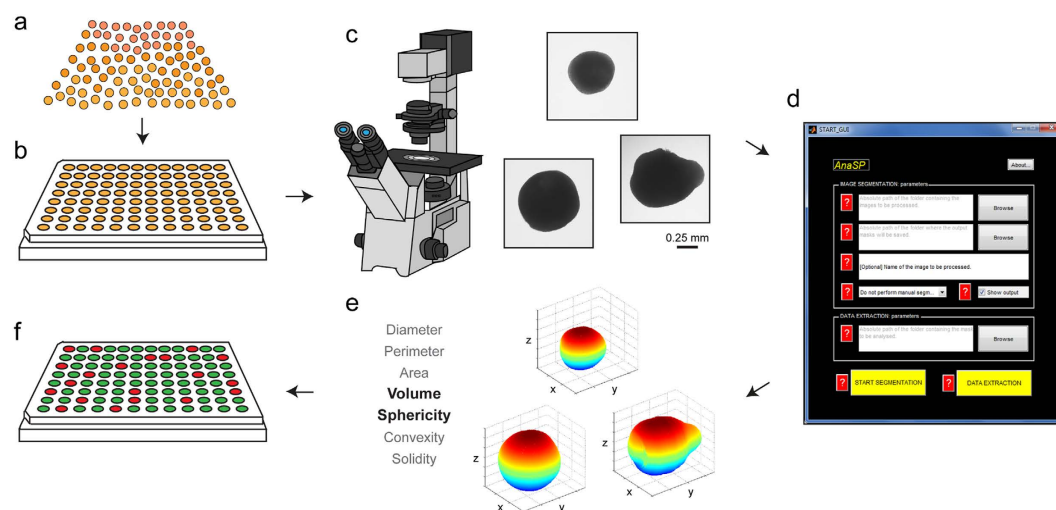 a
b
c
0.25 mm
d
START_GUI
AnaSP
About...
IMAGE SEGMENTATION: parameters
?
Absolute path of the folder containing the
images to be processed.
Browse
?
Absolute path of the folder where the output
masks will be saved.
Browse
?
[Optional] Name of the image to be processed.
?
Do not perform manual segm...
?
Show output
DATA EXTRACTION: parameters
?
Absolute path of the folder containing the mask
to be analysed.
Browse
?
START SEGMENTATION
?
DATA EXTRACTION
e
Diameter
Perimeter
Area
Volume
Sphericity
Convexity
Solidity
z
x
y
z
x
y
z
x
y
f